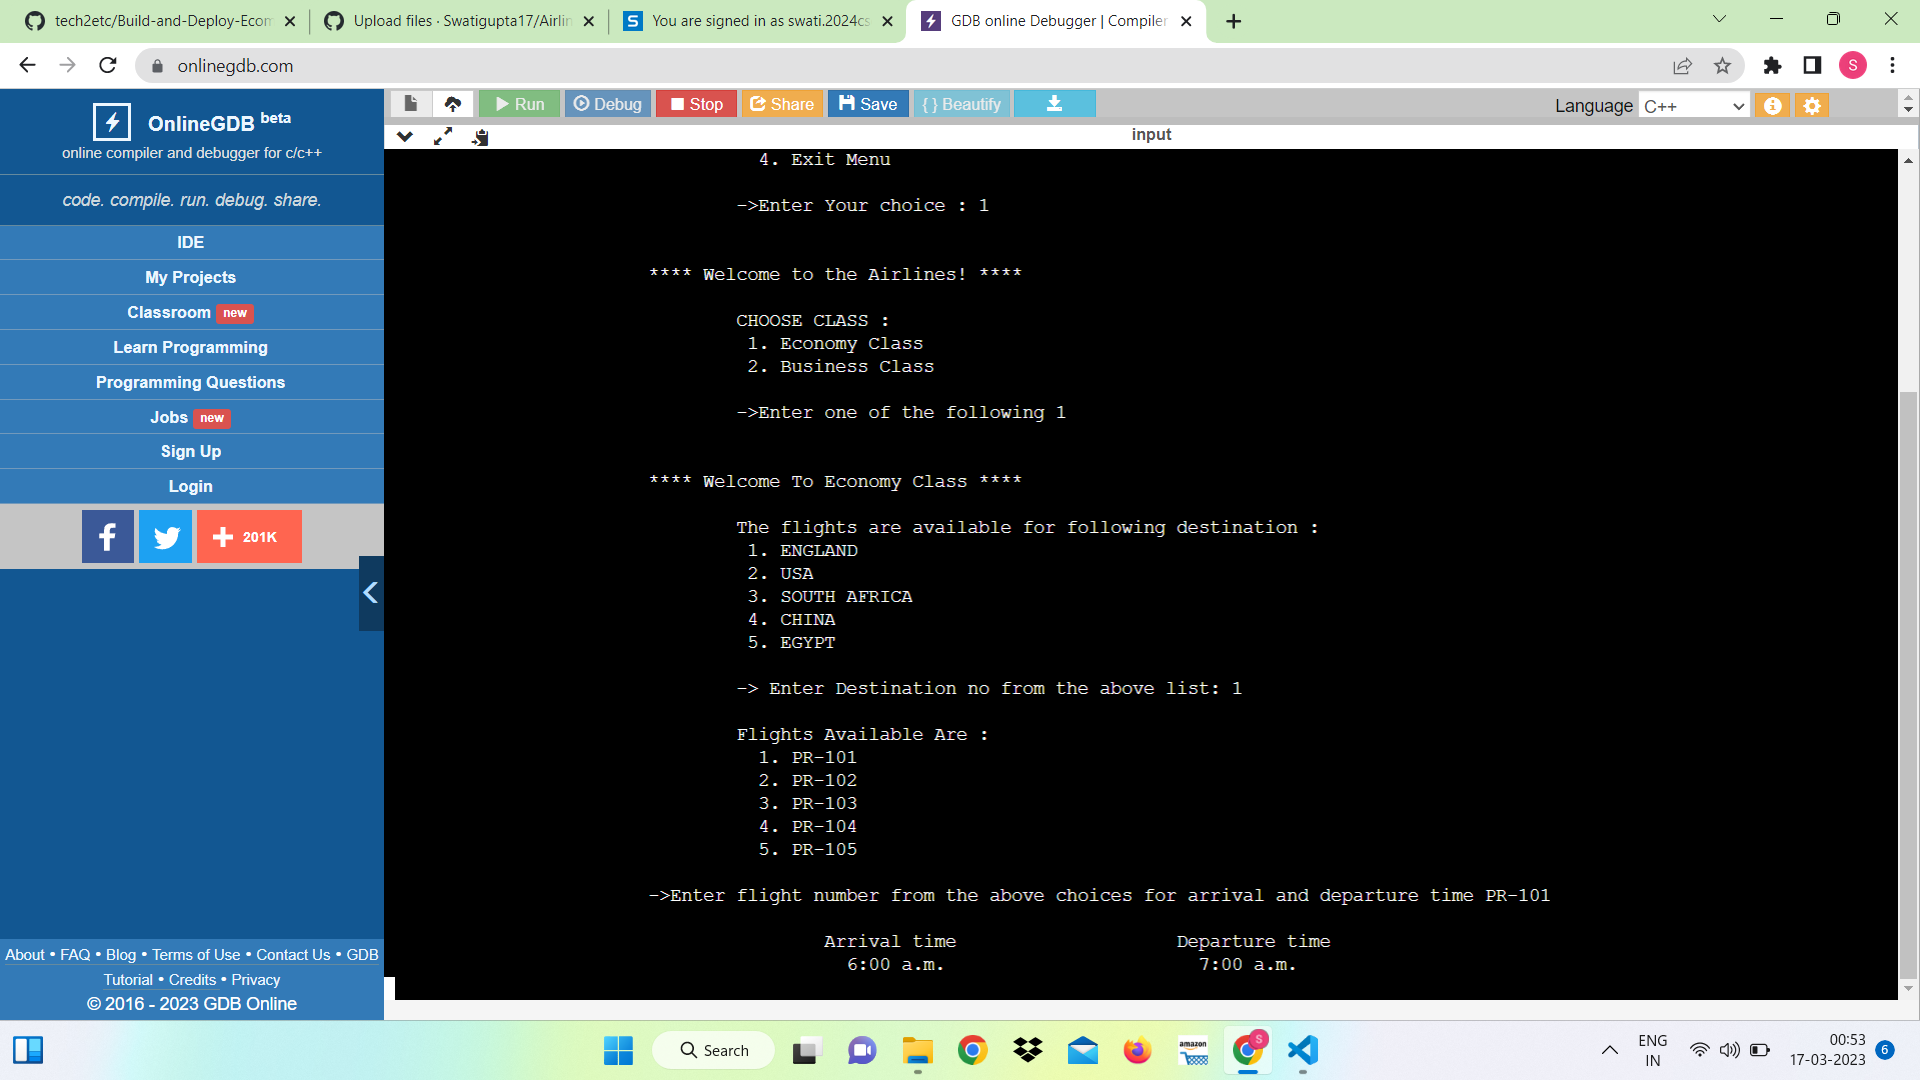 tech2etc/Build-and-Deploy-Ecom
Upload files · Swatigupta17/Airlin
You are signed in as swati.2024cs
GDB online Debugger | Compiler
onlinegdb.com
S
OnlineGDB beta
online compiler and debugger for c/c++
code. compile. run. debug. share.
IDE
My Projects
Classroom new
Learn Programming
Programming Questions
Jobs new
Sign Up
Login
201K
About • FAQ • Blog • Terms of Use • Contact Us • GDB
Tutorial • Credits • Privacy
© 2016 - 2023 GDB Online
Run Debug Stop Share Save { } Beautify
Language C++
input
4. Exit Menu
->Enter Your choice : 1
**** Welcome to the Airlines! ****
CHOOSE CLASS :
1. Economy Class
2. Business Class
->Enter one of the following 1
**** Welcome To Economy Class ****
The flights are available for following destination :
1. ENGLAND
2. USA
3. SOUTH AFRICA
4. CHINA
5. EGYPT
-> Enter Destination no from the above list: 1
Flights Available Are :
1. PR-101
2. PR-102
3. PR-103
4. PR-104
5. PR-105
->Enter flight number from the above choices for arrival and departure time PR-101
Arrival time Departure time
6:00 a.m. 7:00 a.m.
Search
amazon
S
ENG
IN
00:53
17-03-2023
6